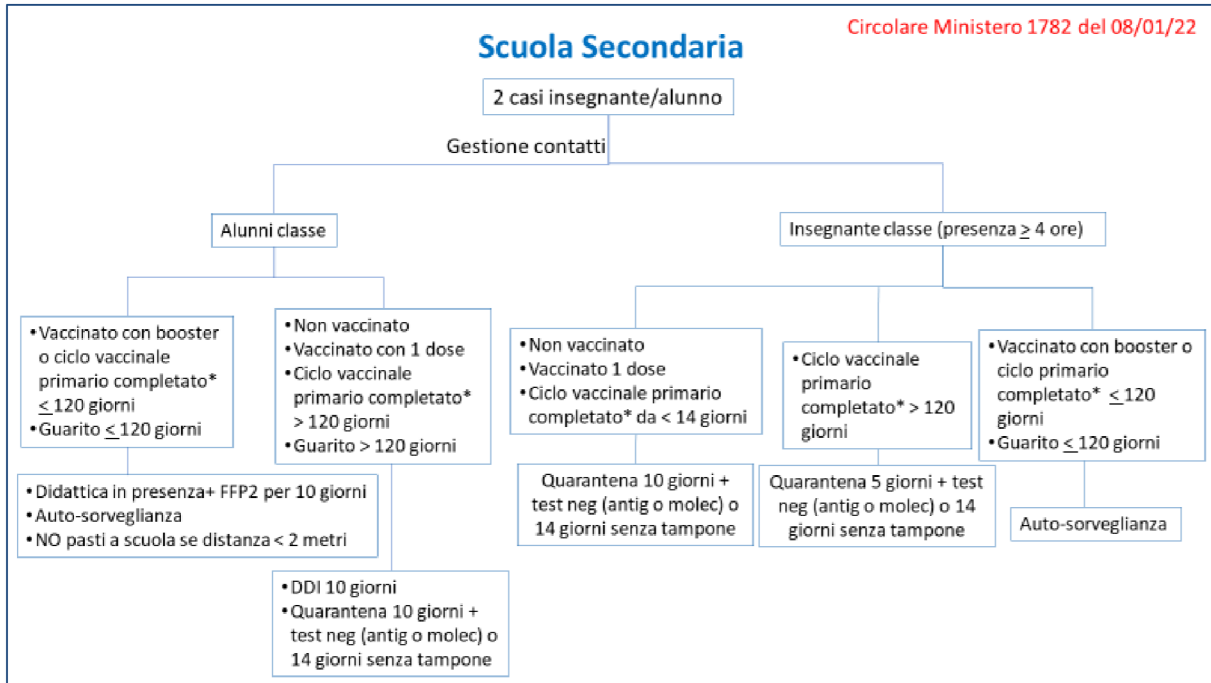 Circolare Ministero 1782 del 08/01/22
Scuola Secondaria
2 casi insegnante/alunno
Gestione contatti
Alunni classe
Insegnante classe (presenza ≥ 4 ore)
•Vaccinato con booster
o ciclo vaccinale
primario completato*
≤ 120 giorni
•Guarito ≤ 120 giorni
•Non vaccinato
•Vaccinato con 1 dose
•Ciclo vaccinale
primario completato*
> 120 giorni
•Guarito > 120 giorni
•Non vaccinato
•Vaccinato 1 dose
•Ciclo vaccinale primario
completato* da < 14 giorni
•Ciclo vaccinale
primario
completato* > 120
giorni
•Vaccinato con booster o
ciclo primario
completato* ≤ 120
giorni
•Guarito ≤ 120 giorni
•Didattica in presenza+ FFP2 per 10 giorni
•Auto-sorveglianza
•NO pasti a scuola se distanza < 2 metri
•DDI 10 giorni
•Quarantena 10 giorni +
test neg (antig o molec) o
14 giorni senza tampone
Quarantena 10 giorni +
test neg (antig o molec) o
14 giorni senza tampone
Quarantena 5 giorni + test
neg (antig o molec) o 14
giorni senza tampone
Auto-sorveglianza